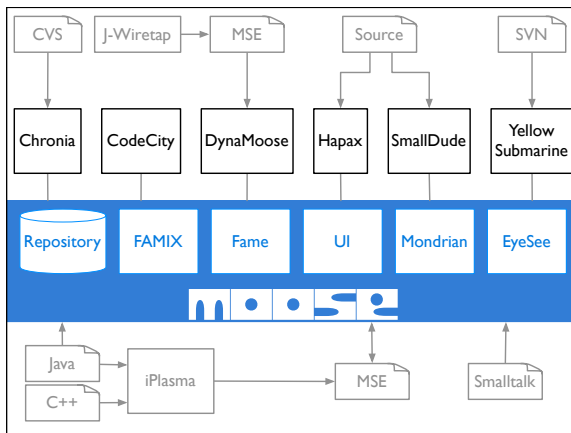 CVS
J-Wiretap
MSE
Source
SVN
Chronia
CodeCity
DynaMoose
Hapax
SmallDude
Yellow
Submarine
Repository
FAMIX
Fame
UI
Mondrian
EyeSee
moose
Java
C++
iPlasma
MSE
Smalltalk